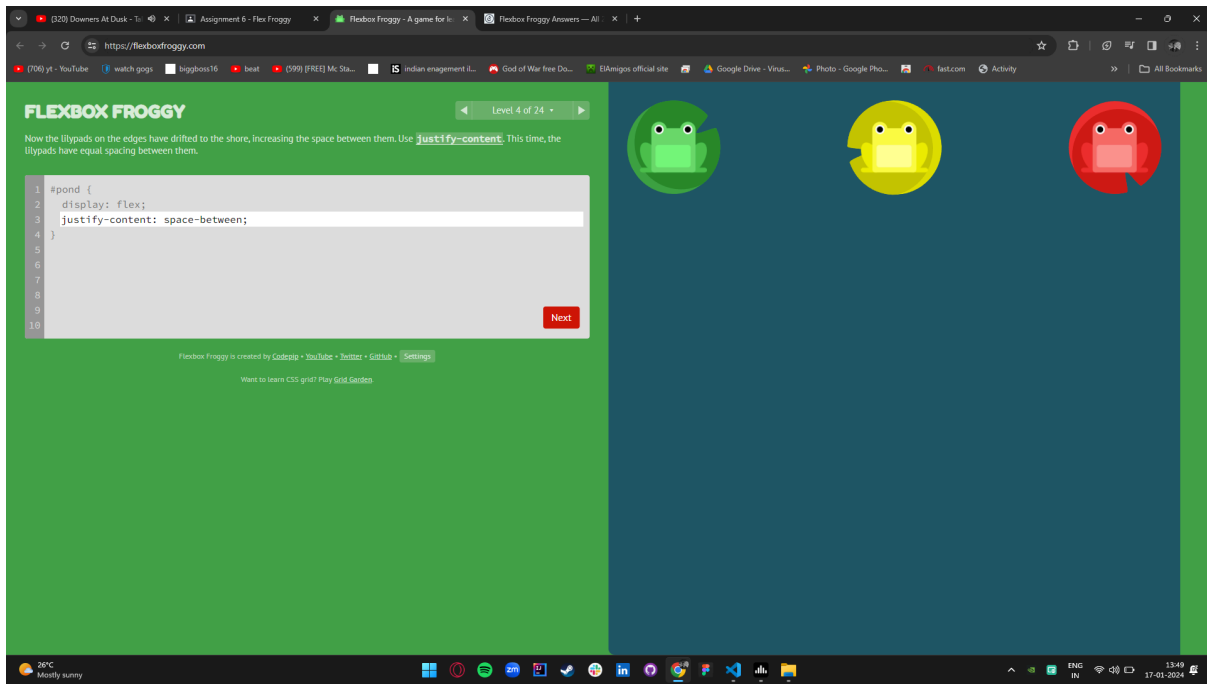 (320) Downers At Dusk - Tal
Assignment 6 - Flex Froggy
Flexbox Froggy - A game for le
Flexbox Froggy Answers — All
https://flexboxfroggy.com
(706) yt - YouTube
watch gogs
biggboss16
beat
(599) [FREE] Mc Sta...
indian enagement il...
God of War free Do...
ElAmigos official site
Google Drive - Virus...
Photo - Google Pho...
fast.com
Activity
All Bookmarks
FLEXBOX FROGGY
Level 4 of 24
Now the lilypads on the edges have drifted to the shore, increasing the space between them. Use justify-content. This time, the
lilypads have equal spacing between them.
1 #pond {
2 display: flex;
3 justify-content: space-between;
4 }
5
6
7
8
9
10
Next
Flexbox Froggy is created by Codepip • YouTube • Twitter • GitHub • Settings
Want to learn CSS grid? Play Grid Garden
26°C
Mostly sunny
zm
in
ENG
IN
13:49
17-01-2024